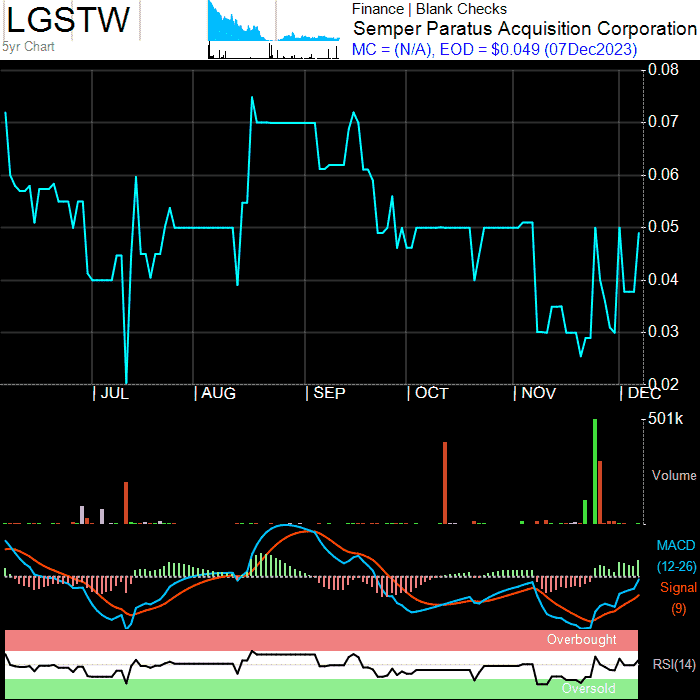 LGSTW
5yr Chart
Finance | Blank Checks
Semper Paratus Acquisition Corporation
MC = (N/A), EOD = $0.049 (07Dec2023)
0.08
0.07
0.06
0.05
0.04
0.03
0.02
| JUL | AUG | SEP | OCT | NOV | DEC
501k
Volume
MACD
(12-26)
Signal
(9)
Overbought
RSI(14)
Oversold